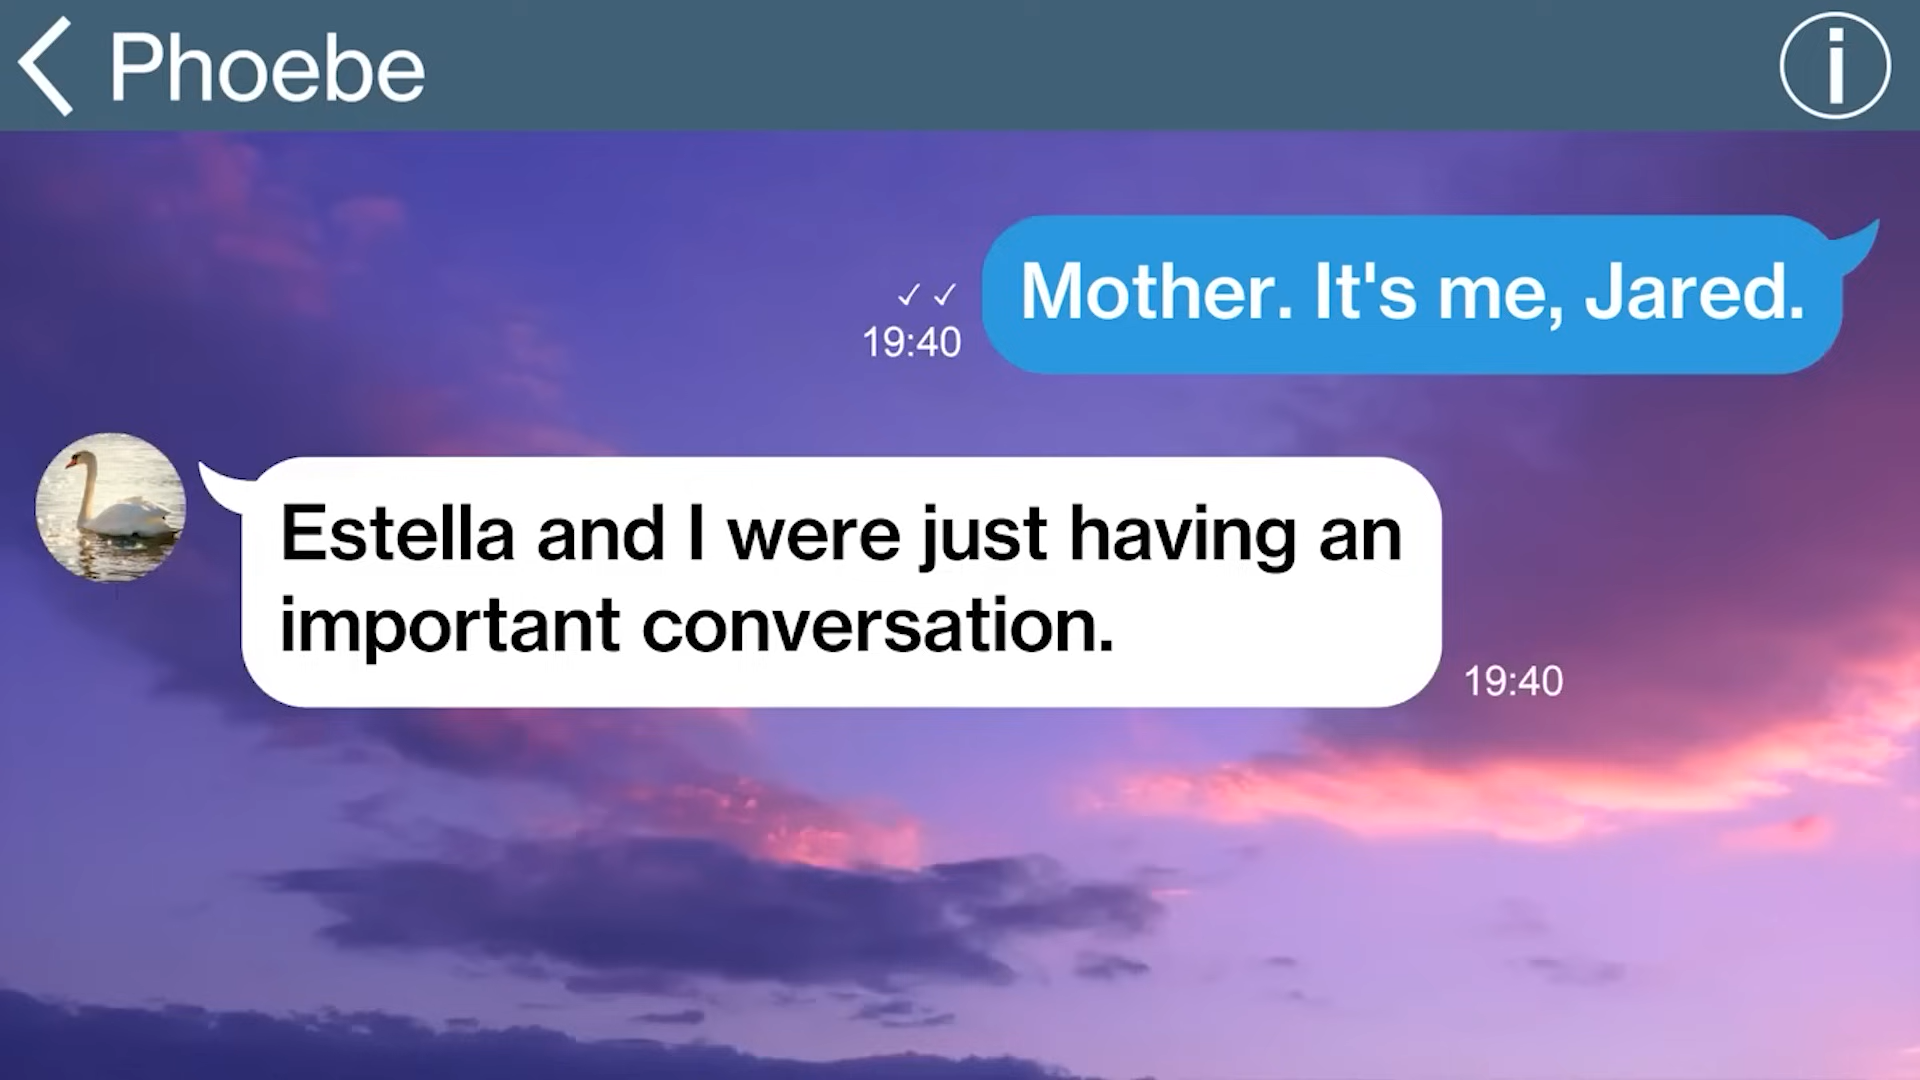 Phoebe
Mother. It's me, Jared.
✓✓
19:40
Estella and I were just having an
important conversation.
19:40